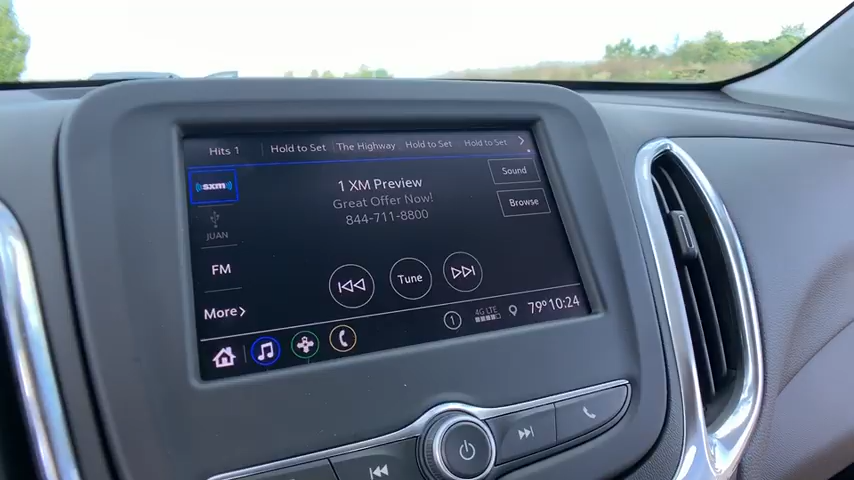 Hits 1 Hold to Set The Highway Hold to Set Hold to Set
sxm
1 XM Preview
Sound
Great Offer Now!
Browse
844-711-8800
JUAN
FM
Tune
More
1 4G LTE 79° 10:24